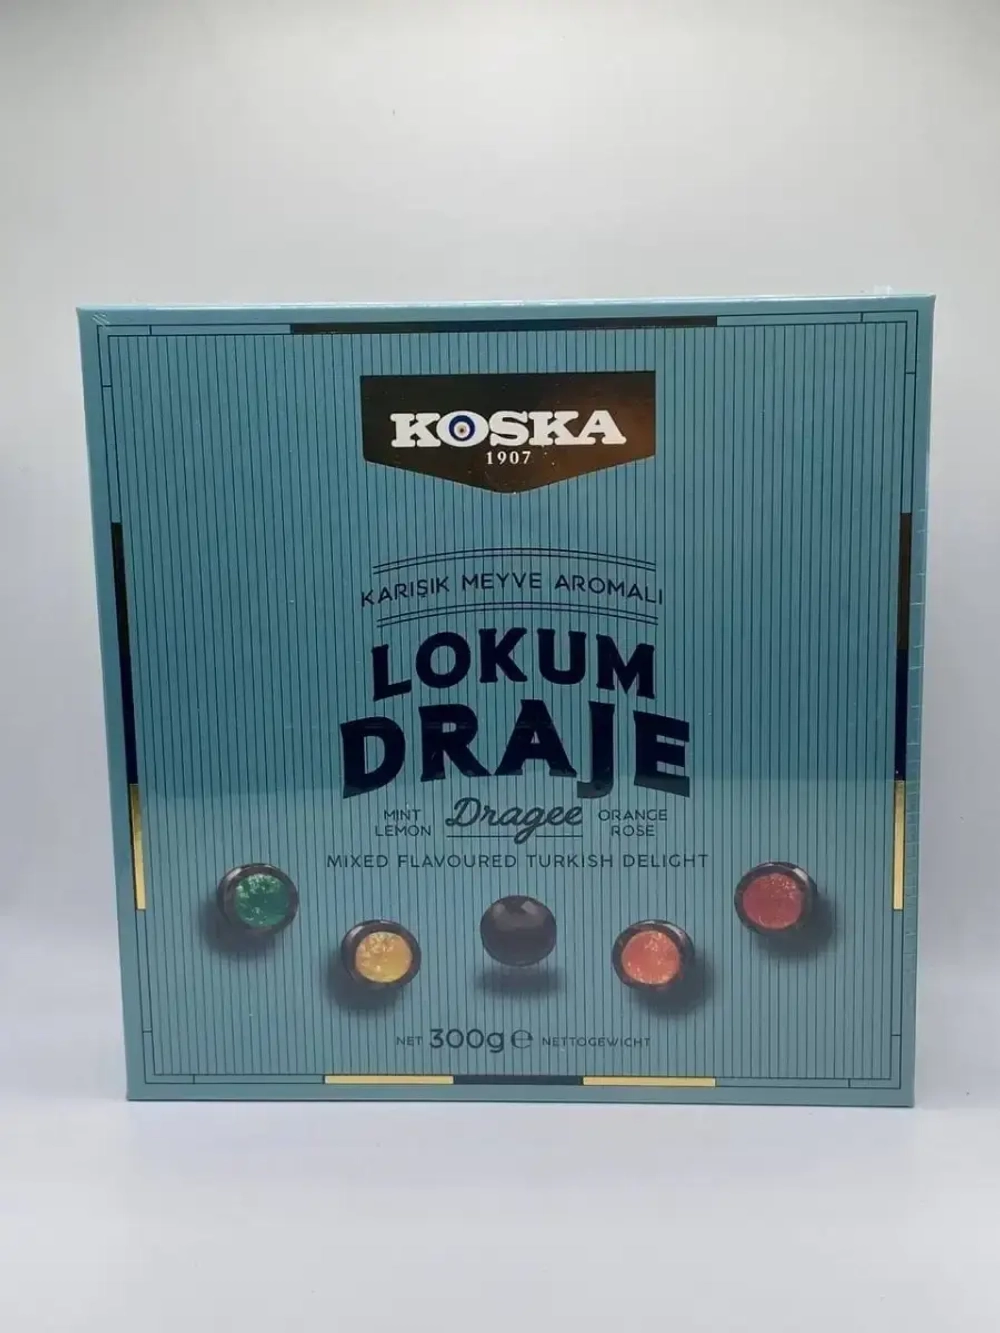 KOSKA
1907
KARIŞIK MEYVE AROMALI
LOKUM
DRAJE
MINT
LEMON
Dragee
ORANGE
ROSE
MIXED FLAVOURED TURKISH DELIGHT
NET 300g ℮ NETTOGEWICHT